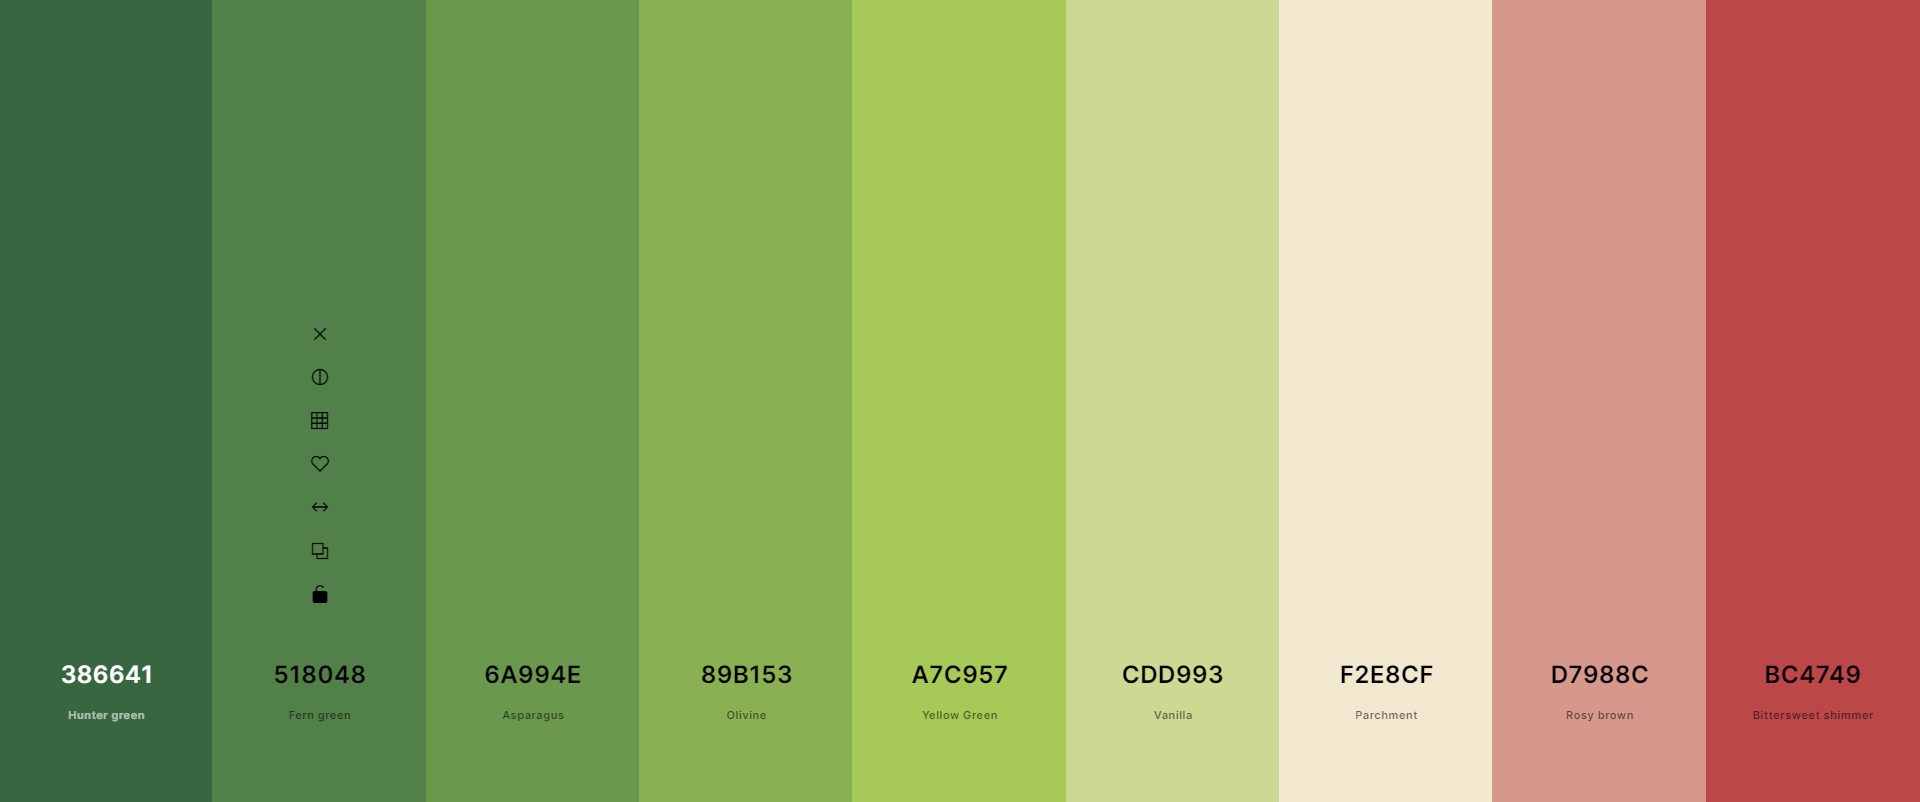 386641
Hunter green
518048
Fern green
6A994E
Asparagus
89B153
Olivine
A7C957
Yellow Green
CDD993
Vanilla
F2E8CF
Parchment
D7988C
Rosy brown
BC4749
Bittersweet shimmer